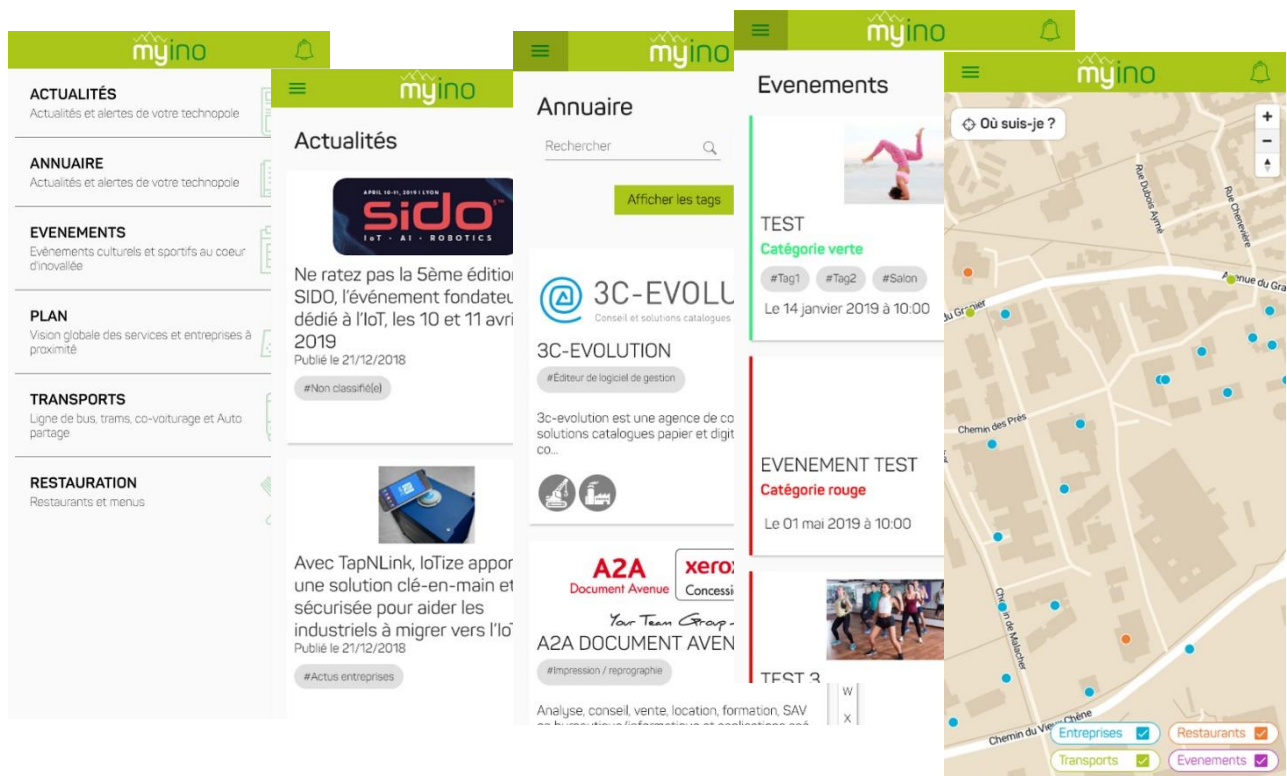 myino
ACTUALITÉS
Actualités et alertes de votre technopole
ANNUAIRE
Actualités et alertes de votre technopole
EVENEMENTS
Evènements culturels et sportifs au coeur
d'inovallée
PLAN
Vision globale des services et entreprises à
proximité
TRANSPORTS
Ligne de bus, trams, co-voiturage et Auto
partage
RESTAURATION
Restaurants et menus
myino
Actualités
APRIL 10-11, 2019 | LYON
SIDO
IoT · AI · ROBOTICS
Ne ratez pas la 5ème éditio
SIDO, l'événement fondateu
dédié à l'IoT, les 10 et 11 avri
2019
Publié le 21/12/2018
#Non classifié(e)
Avec TapNLink, IoTize appor
une solution clé-en-main et
sécurisée pour aider les
industriels à migrer vers l'Io
Publié le 21/12/2018
#Actus entreprises
myino
Annuaire
Rechercher
Afficher les tags
3C-EVOLU
Conseil et solutions catalogues
3C-EVOLUTION
#Éditeur de logiciel de gestion
3c-evolution est une agence de co
solutions catalogues papier et digit
co...
A2A
Document Avenue
xerox
Concessi
Your Team Group
A2A DOCUMENT AVEN
#Impression / reprographie
Analyse, conseil, vente, location, formation, SAV
W
X
myino
Evenements
TEST
Catégorie verte
#Tag1 #Tag2 #Salon
Le 14 janvier 2019 à 10:00
EVENEMENT TEST
Catégorie rouge
Le 01 mai 2019 à 10:00
TEST 3
myino
Où suis-je ?
+
−
Rue Dubois Aymé
Rue Chenevière
Avenue du Gra
du Granier
Chemin des Prés
Chemin de Malacher
Chemin du Vieux Chêne
Entreprises
Restaurants
Transports
Evenements